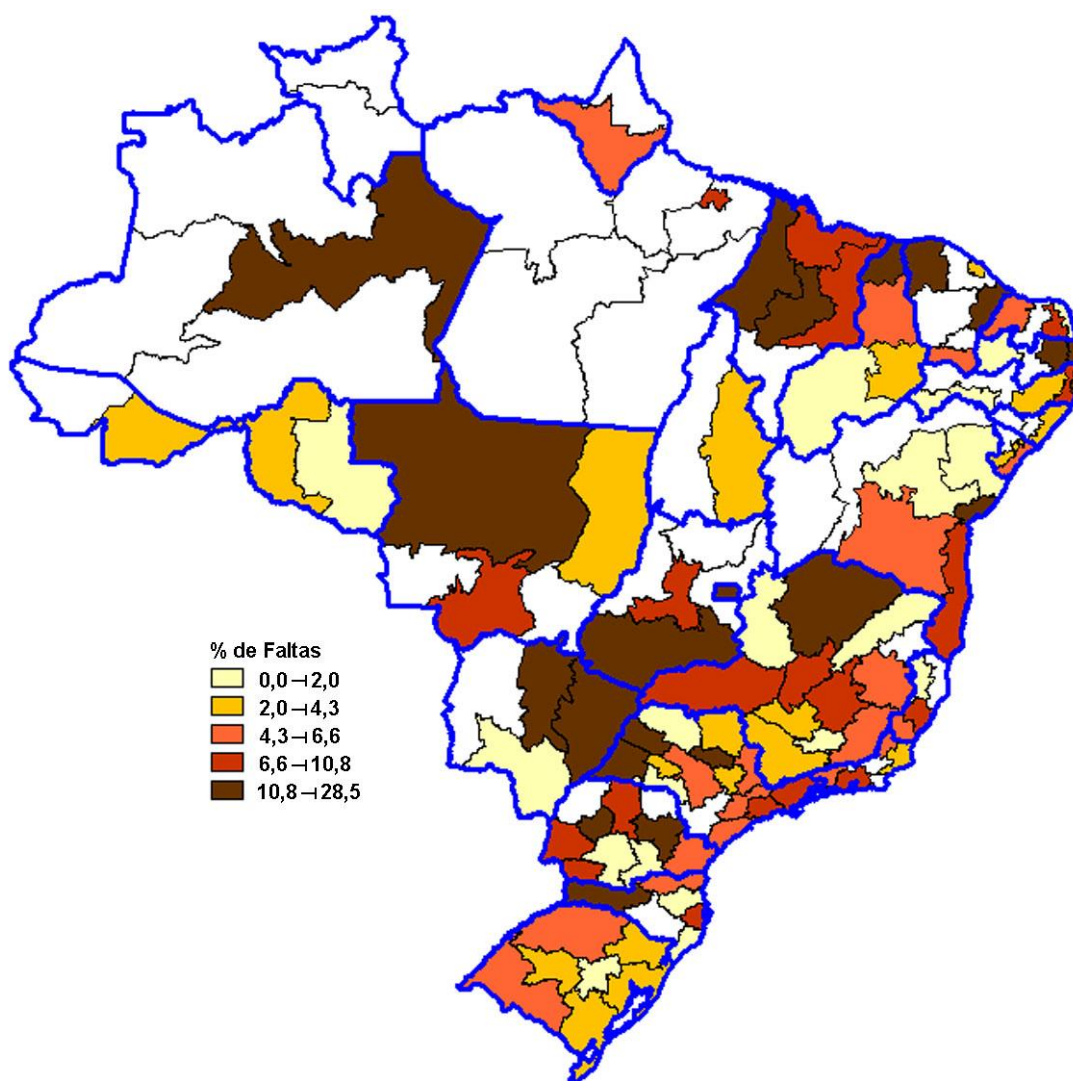 % de Faltas
0,0 ⊣ 2,0
2,0 ⊣ 4,3
4,3 ⊣ 6,6
6,6 ⊣ 10,8
10,8 ⊣ 28,5